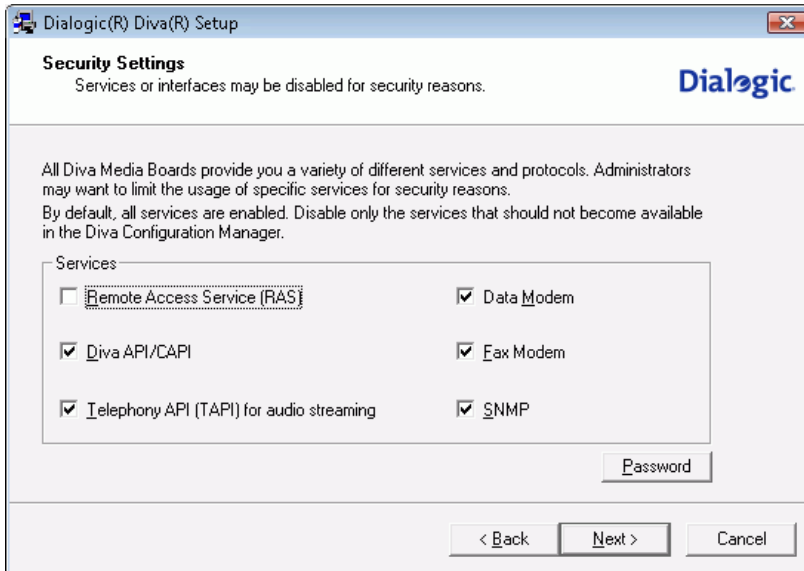 Dialogic(R) Diva(R) Setup
Security Settings
Services or interfaces may be disabled for security reasons.
Dialogic.
All Diva Media Boards provide you a variety of different services and protocols. Administrators
may want to limit the usage of specific services for security reasons.
By default, all services are enabled. Disable only the services that should not become available
in the Diva Configuration Manager.
Services
Remote Access Service (RAS)
Data Modem
Diva API/CAPI
Fax Modem
Telephony API (TAPI) for audio streaming
SNMP
Password
< Back
Next >
Cancel